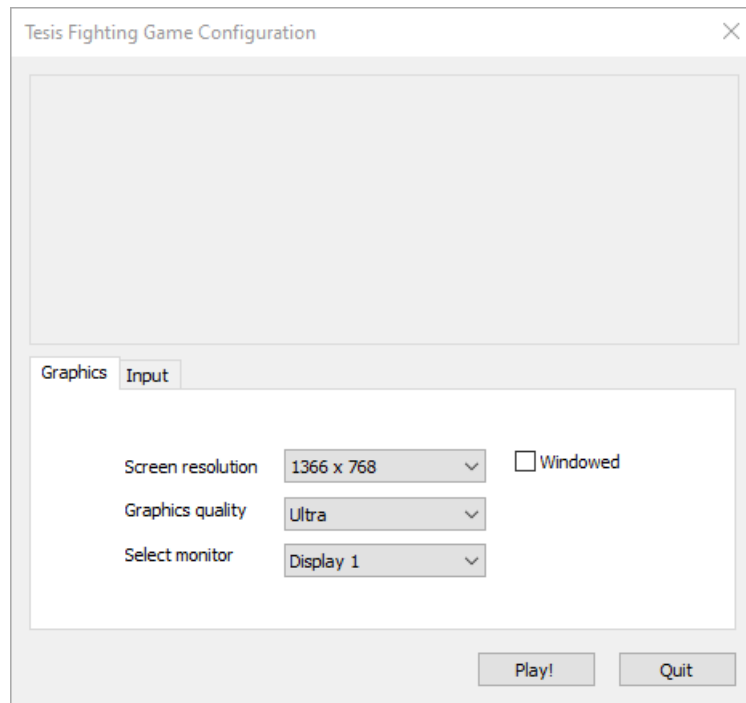 Tesis Fighting Game Configuration
Graphics
Input
Screen resolution
1366 x 768
Windowed
Graphics quality
Ultra
Select monitor
Display 1
Play!
Quit